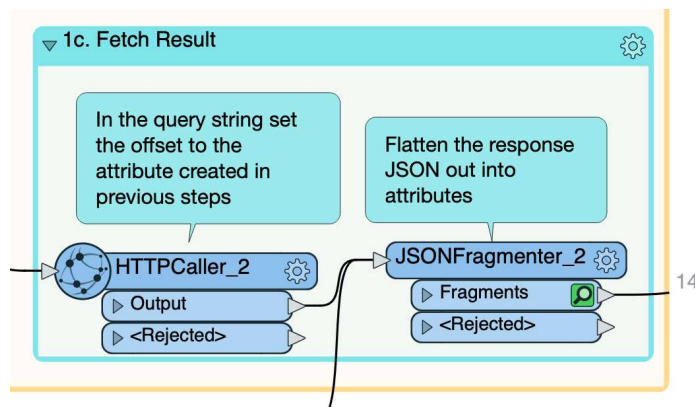 1c. Fetch Result
In the query string set
the offset to the
attribute created in
previous steps
Flatten the response
JSON out into
attributes
HTTPCaller_2
Output
<Rejected>
JSONFragmenter_2
Fragments
<Rejected>
14